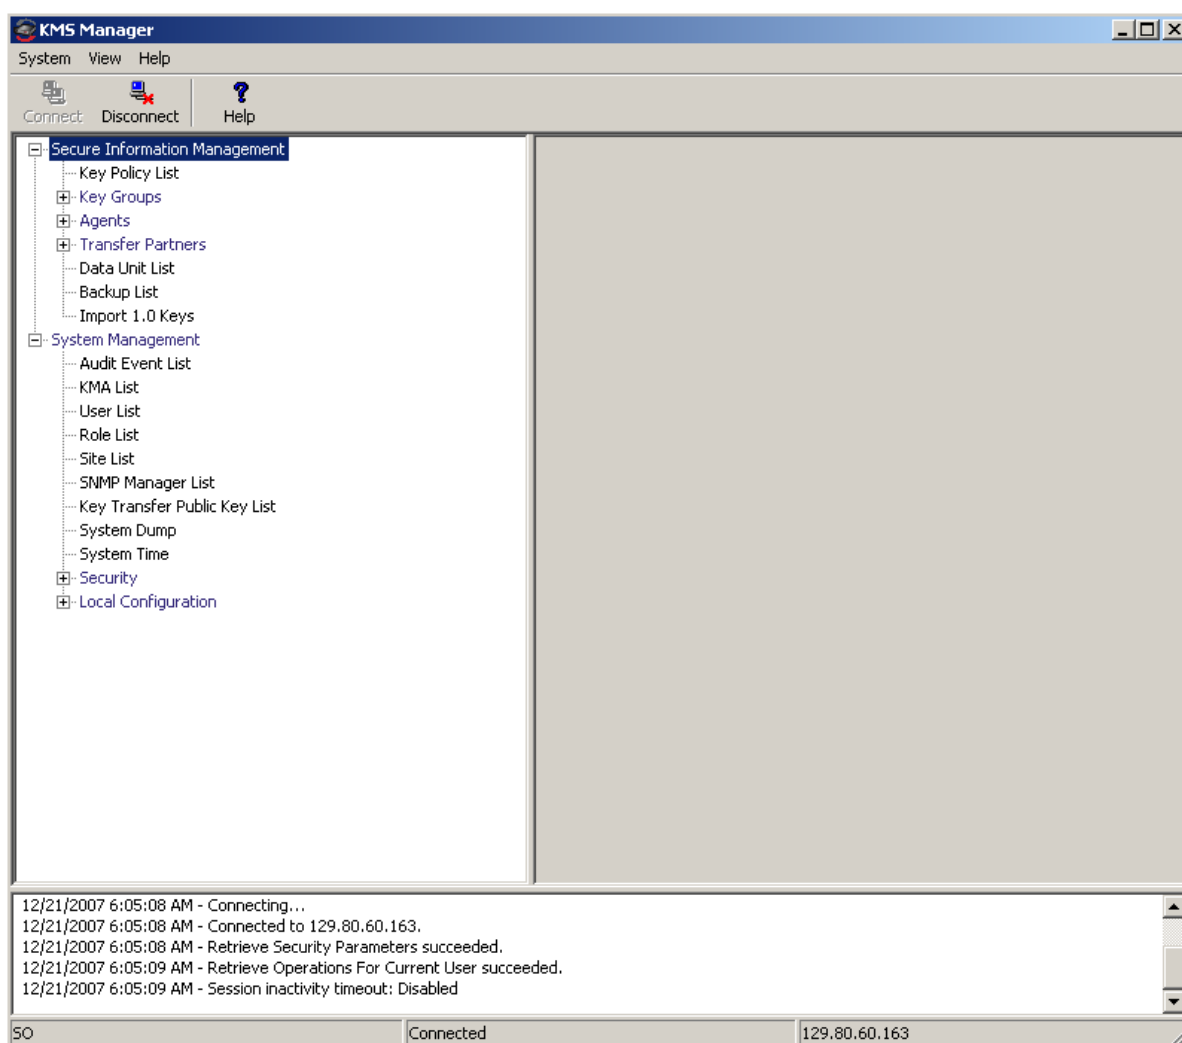 KMS Manager
System View Help
Connect Disconnect Help
Secure Information Management
Key Policy List
Key Groups
Agents
Transfer Partners
Data Unit List
Backup List
Import 1.0 Keys
System Management
Audit Event List
KMA List
User List
Role List
Site List
SNMP Manager List
Key Transfer Public Key List
System Dump
System Time
Security
Local Configuration
12/21/2007 6:05:08 AM - Connecting...
12/21/2007 6:05:08 AM - Connected to 129.80.60.163.
12/21/2007 6:05:08 AM - Retrieve Security Parameters succeeded.
12/21/2007 6:05:09 AM - Retrieve Operations For Current User succeeded.
12/21/2007 6:05:09 AM - Session inactivity timeout: Disabled
SO Connected 129.80.60.163